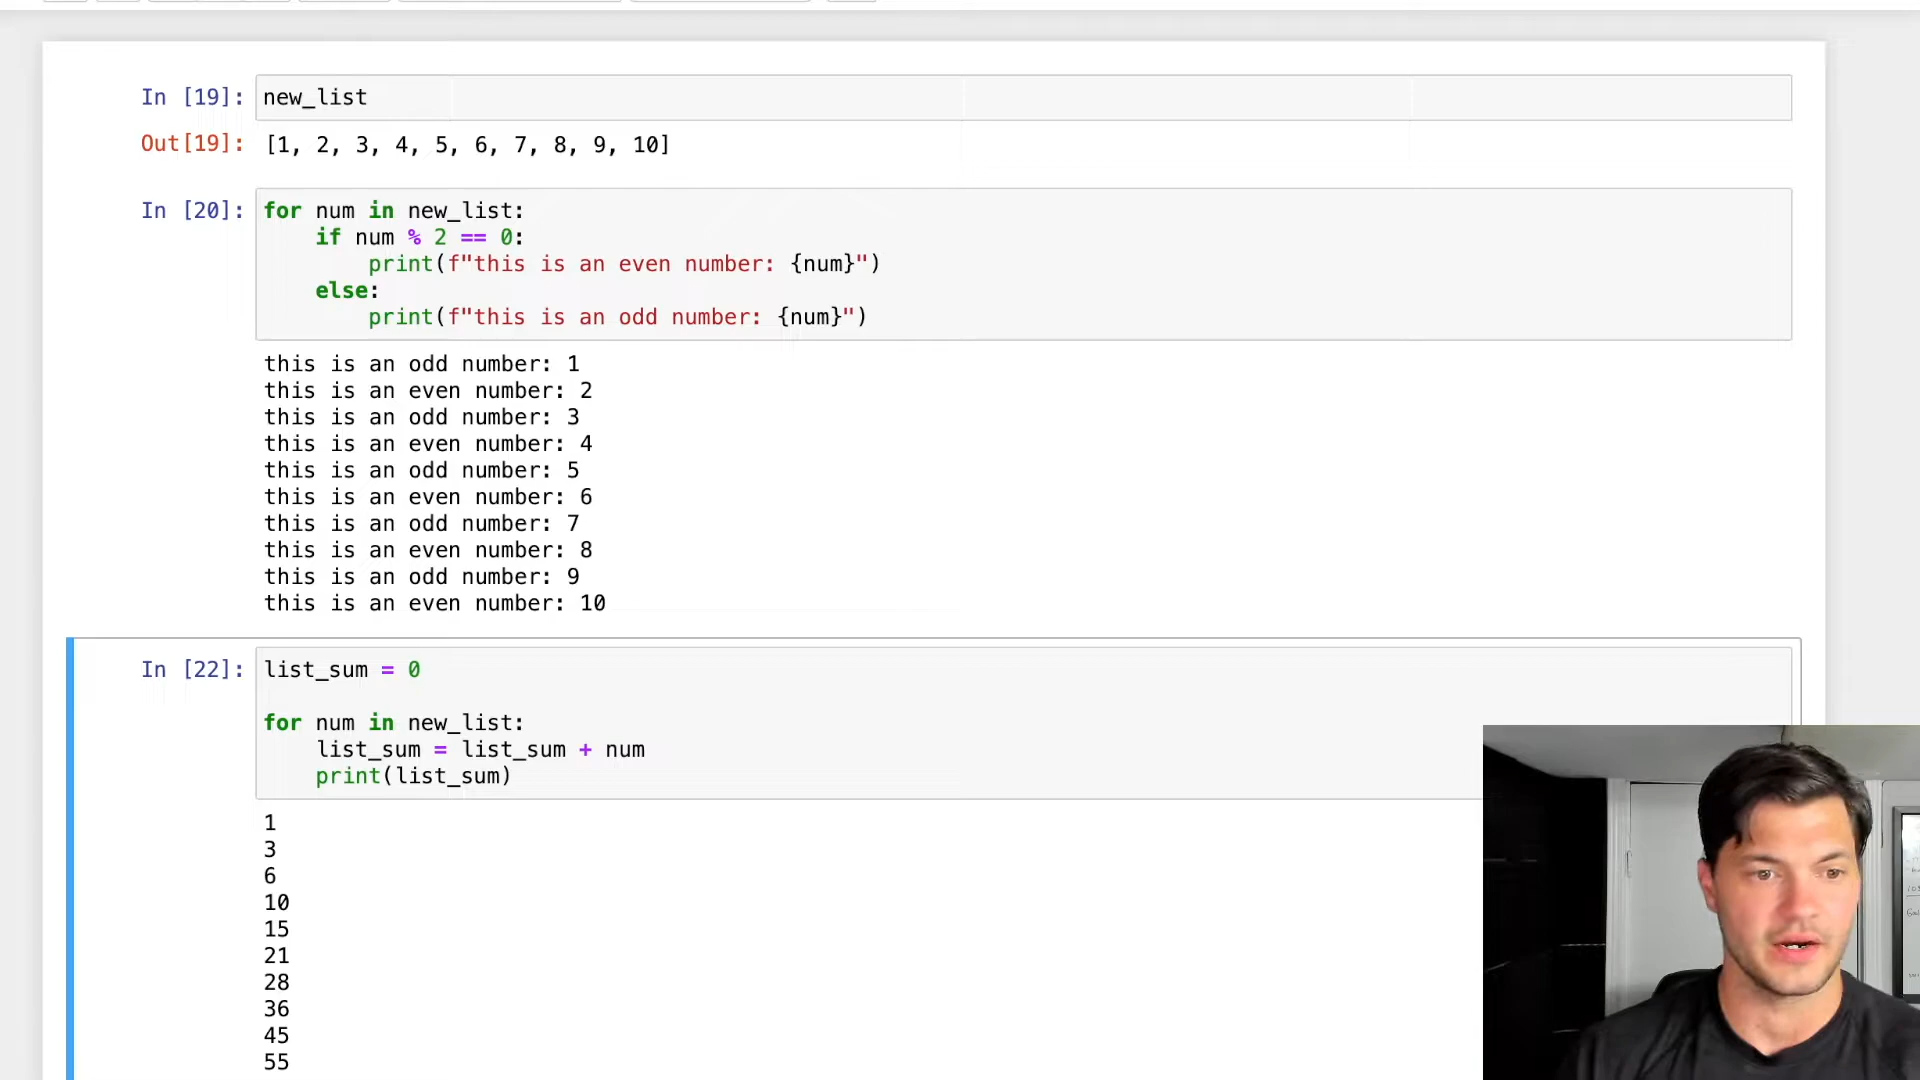 In [19]: new_list
Out[19]: [1, 2, 3, 4, 5, 6, 7, 8, 9, 10]
In [20]: for num in new_list:
if num % 2 == 0:
print(f"this is an even number: {num}")
else:
print(f"this is an odd number: {num}")
this is an odd number: 1
this is an even number: 2
this is an odd number: 3
this is an even number: 4
this is an odd number: 5
this is an even number: 6
this is an odd number: 7
this is an even number: 8
this is an odd number: 9
this is an even number: 10
In [22]: list_sum = 0
for num in new_list:
list_sum = list_sum + num
print(list_sum)
1
3
6
10
15
21
28
36
45
55